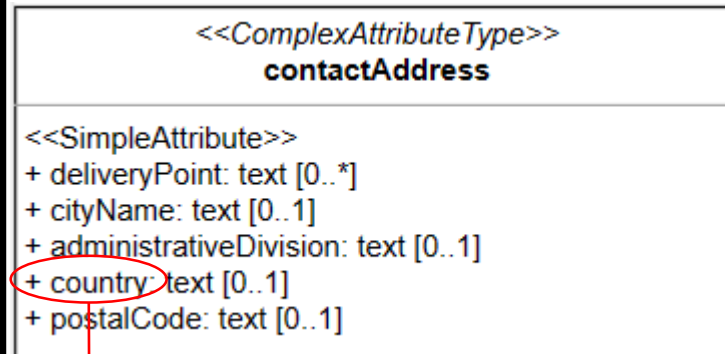 <<ComplexAttributeType>>
contactAddress
<<SimpleAttribute>>
+ deliveryPoint: text [0..*]
+ cityName: text [0..1]
+ administrativeDivision: text [0..1]
+ country: text [0..1]
+ postalCode: text [0..1]